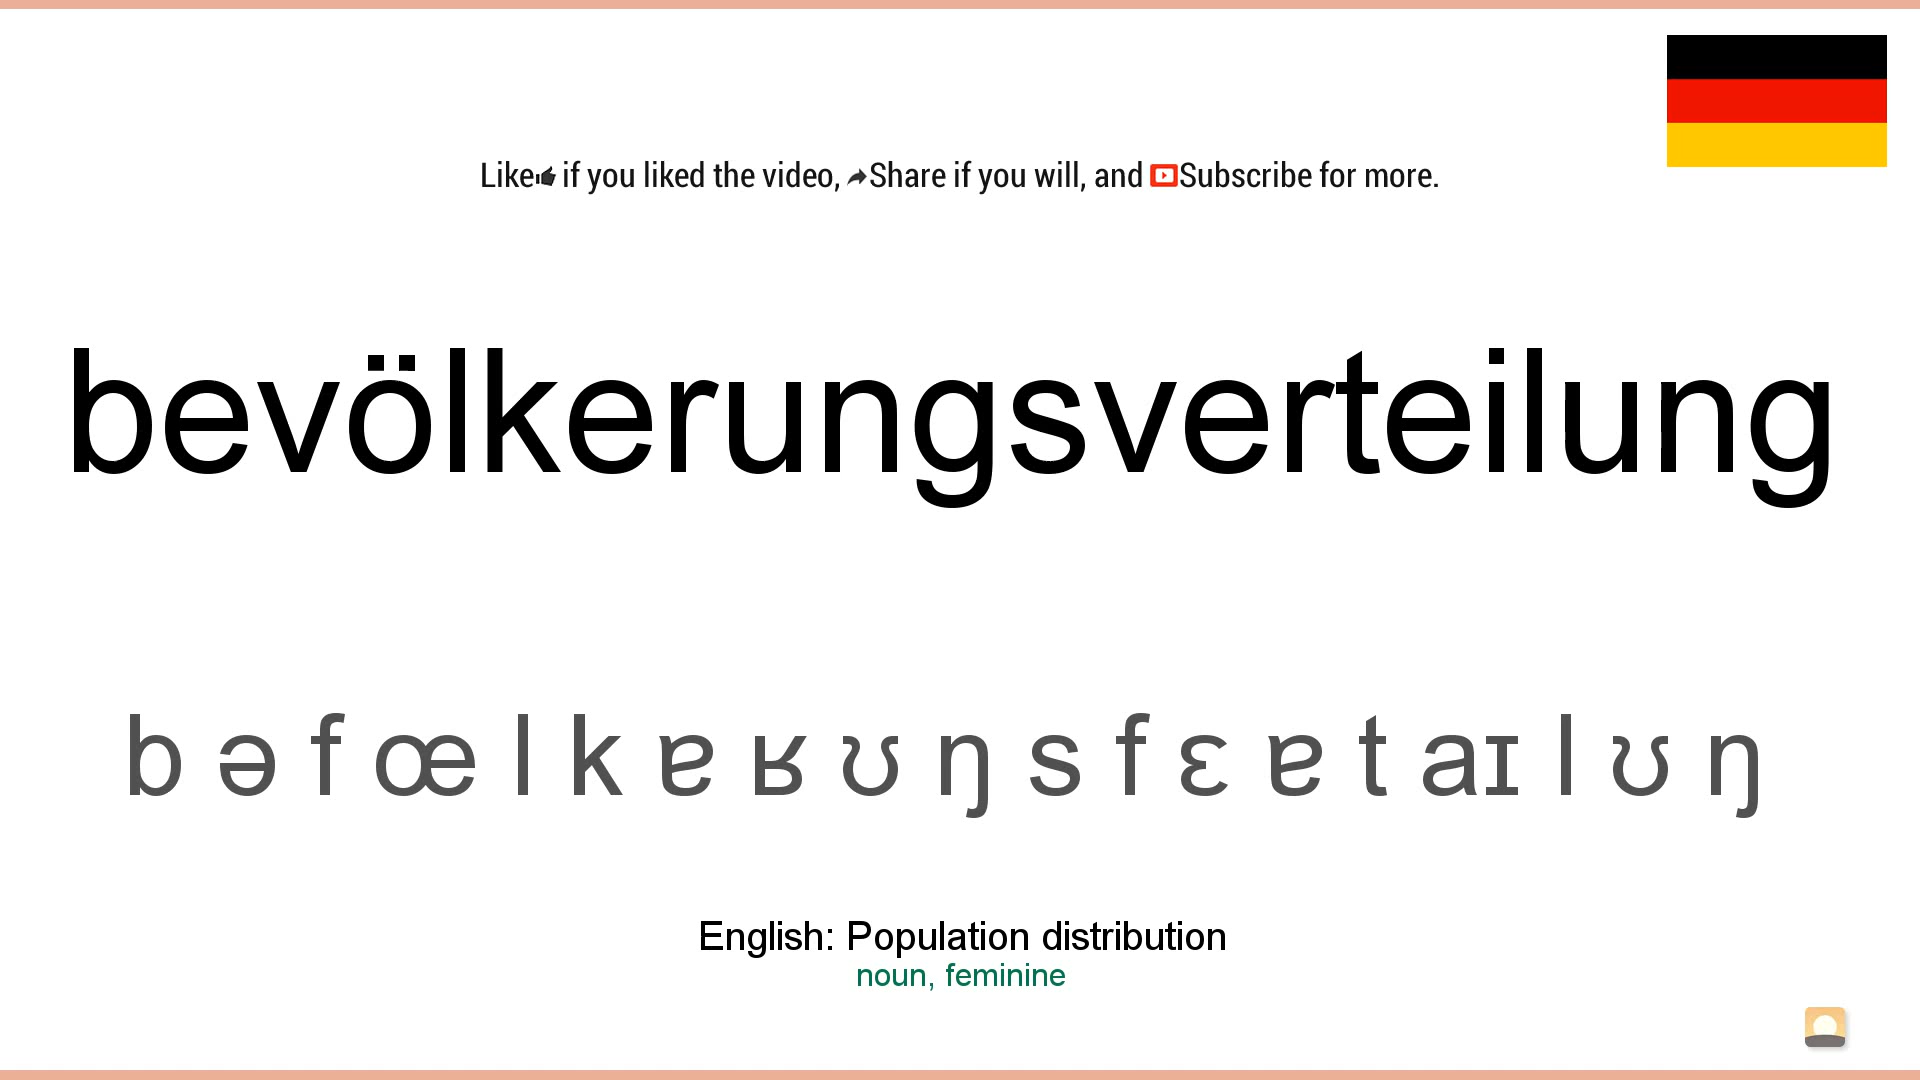 Like if you liked the video, Share if you will, and Subscribe for more.
bevölkerungsverteilung
b ə f œ l k ɐ ʁ ʊ ŋ s f ɛ ɐ t aɪ l ʊ ŋ
English: Population distribution
noun, feminine